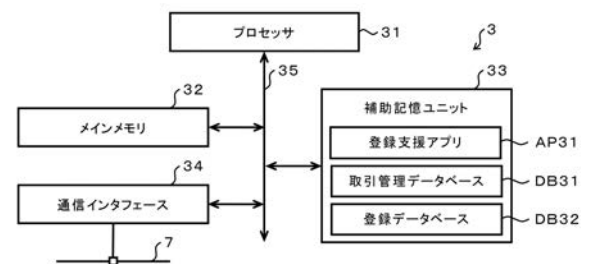 プロセッサ
31
3
35
32
33
メインメモリ
補助記憶ユニット
登録支援アプリ
AP31
34
取引管理データベース
DB31
通信インタフェース
登録データベース
DB32
7